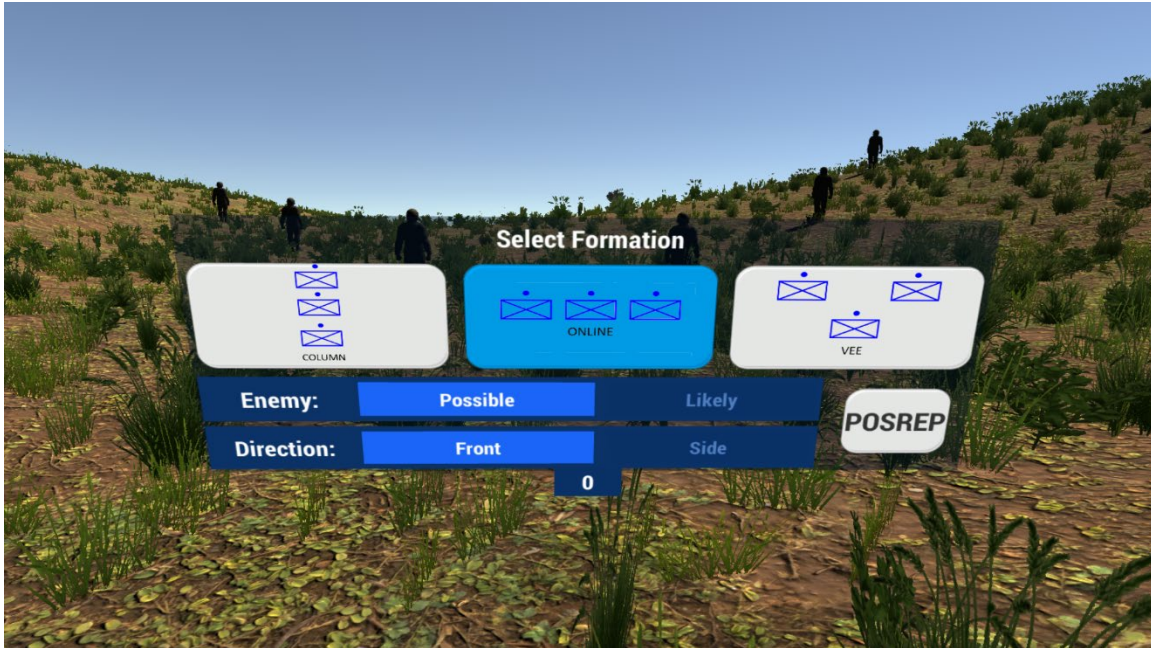 Select Formation
COLUMN
ONLINE
VEE
Enemy: Possible Likely
POSREP
Direction: Front Side
0